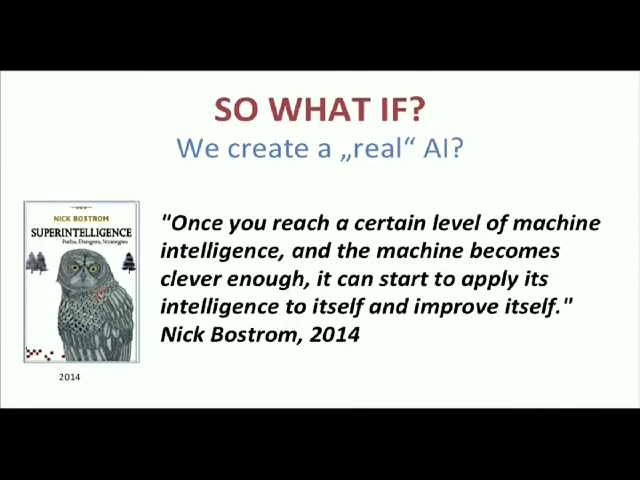 SO WHAT IF?
We create a „real“ AI?
NICK BOSTROM
SUPERINTELLIGENCE
Paths, Dangers, Strategies
2014
"Once you reach a certain level of machine
intelligence, and the machine becomes
clever enough, it can start to apply its
intelligence to itself and improve itself."
Nick Bostrom, 2014